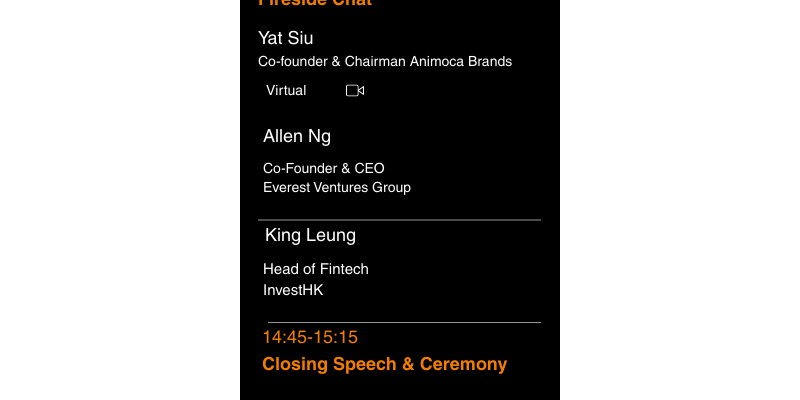 Fireside Chat
Yat Siu
Co-founder & Chairman Animoca Brands
Virtual
Allen Ng
Co-Founder & CEO
Everest Ventures Group
King Leung
Head of Fintech
InvestHK
14:45-15:15
Closing Speech & Ceremony